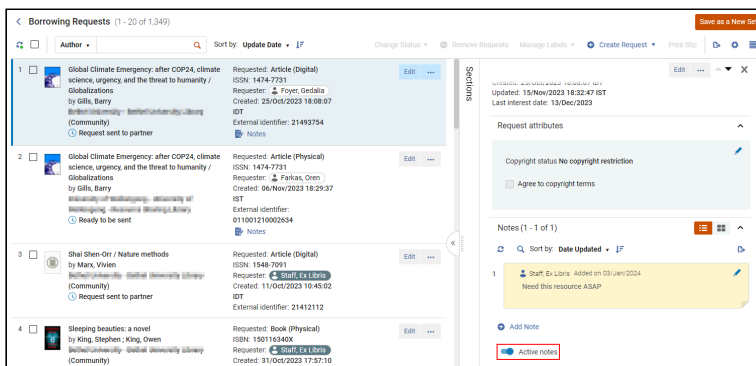 Borrowing Requests (1 - 20 of 1,349)
Save as a New Set
Author
Sort by: Update Date
Change Status
Remove Requests
Manage Labels
Create Request
Print Slip
1
Global Climate Emergency: after COP24, climate
science, urgency, and the threat to humanity /
Globalizations
by Gills, Barry
(Community)
Request sent to partner
Requested: Article (Digital)
ISSN: 1474-7731
Requester: Foyer, Gedalia
Created: 25/Oct/2023 18:08:07
IDT
External identifier: 21493754
Notes
Edit
2
Global Climate Emergency: after COP24, climate
science, urgency, and the threat to humanity /
Globalizations
by Gills, Barry
Ready to be sent
Requested: Article (Physical)
ISSN: 1474-7731
Requester: Farkas, Oren
Created: 06/Nov/2023 18:29:37
IST
External identifier:
011001210002634
Notes
Edit
3
Shai Shen-Orr / Nature methods
by Marx, Vivien
(Community)
Request sent to partner
Requested: Article (Digital)
ISSN: 1548-7091
Requester: Staff, Ex Libris
Created: 11/Oct/2023 10:45:02
IDT
External identifier: 21412112
Edit
4
Sleeping beauties: a novel
by King, Stephen ; King, Owen
(Community)
Requested: Book (Physical)
ISBN: 150116340X
Requester: Staff, Ex Libris
Created: 31/Oct/2023 17:57:10
Edit
Sections
Edit
Updated: 15/Nov/2023 18:32:47 IST
Last interest date: 13/Dec/2023
Request attributes
Copyright status No copyright restriction
Agree to copyright terms
Notes (1 - 1 of 1)
Sort by: Date Updated
1
Staff, Ex Libris Added on 03/Jan/2024
Need this resource ASAP
Add Note
Active notes